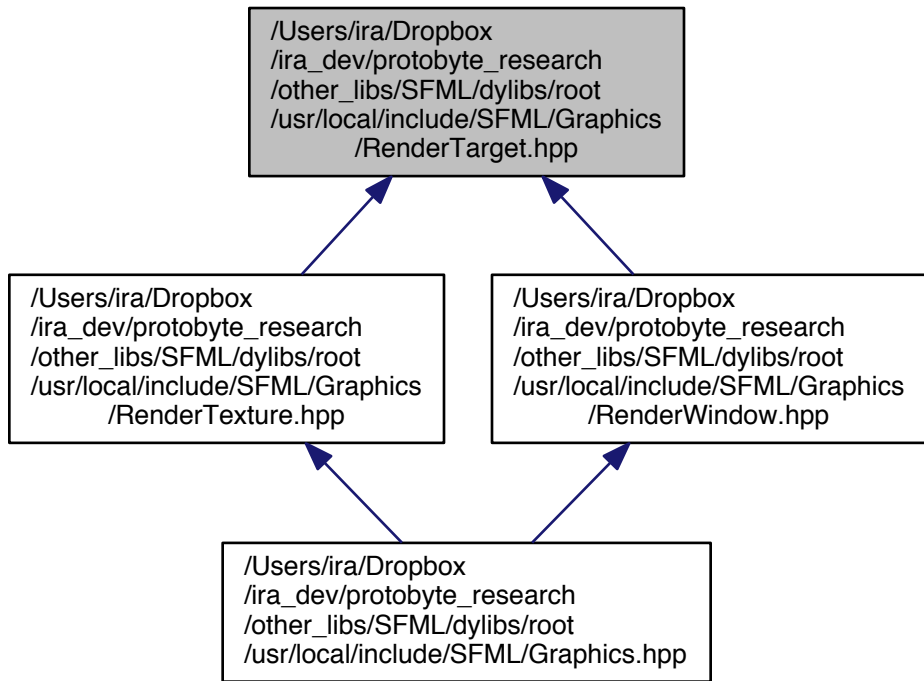 /Users/ira/Dropbox
/ira_dev/protobyte_research
/other_libs/SFML/dylibs/root
/usr/local/include/SFML/Graphics
/RenderTarget.hpp
/Users/ira/Dropbox
/ira_dev/protobyte_research
/other_libs/SFML/dylibs/root
/usr/local/include/SFML/Graphics
/RenderTexture.hpp
/Users/ira/Dropbox
/ira_dev/protobyte_research
/other_libs/SFML/dylibs/root
/usr/local/include/SFML/Graphics
/RenderWindow.hpp
/Users/ira/Dropbox
/ira_dev/protobyte_research
/other_libs/SFML/dylibs/root
/usr/local/include/SFML/Graphics.hpp